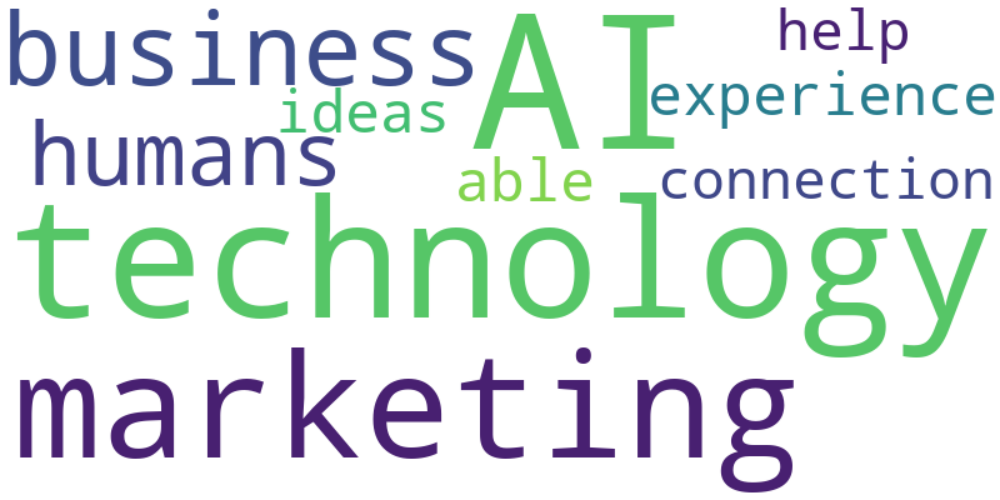 business
AI
help
ideas
experience
humans
able
connection
technology
marketing